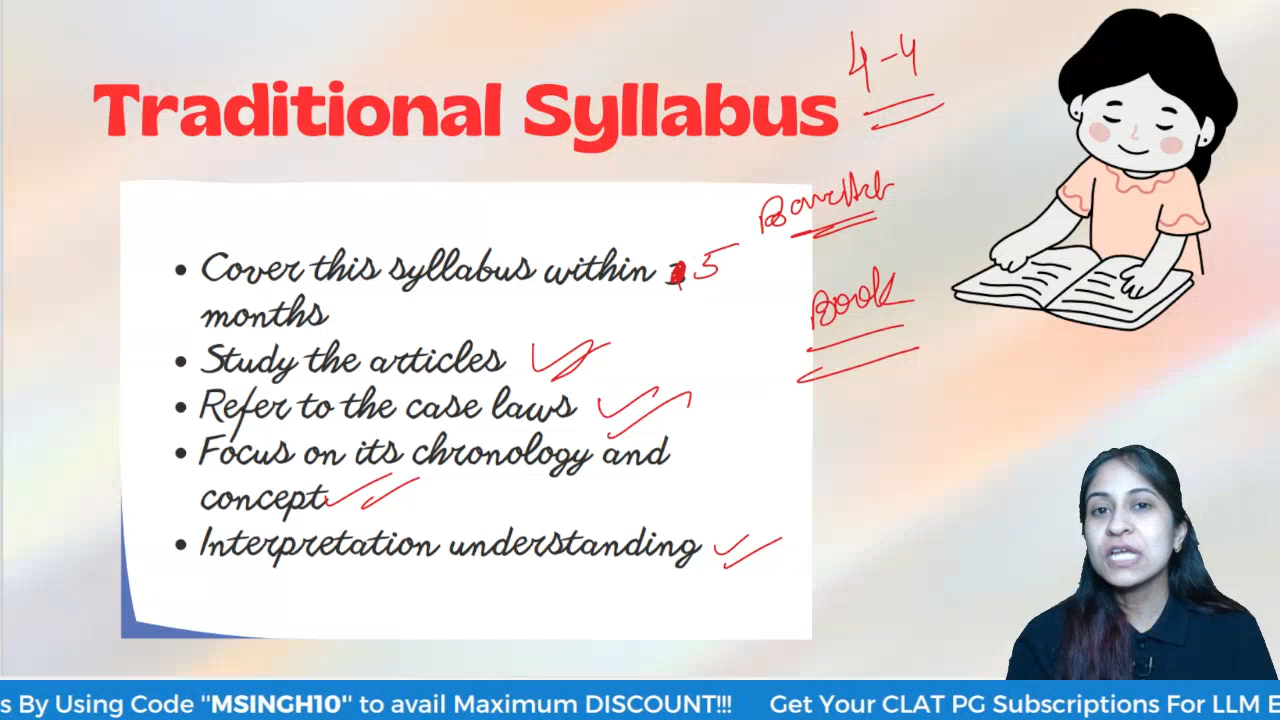 4-4
Traditional Syllabus
• Cover this syllabus within 5
months
• Study the articles
• Refer to the case laws
• Focus on its chronology and
concept
• Interpretation understanding
Book
s By Using Code "MSINGH10" to avail Maximum DISCOUNT!!! Get Your CLAT PG Subscriptions For LLM E